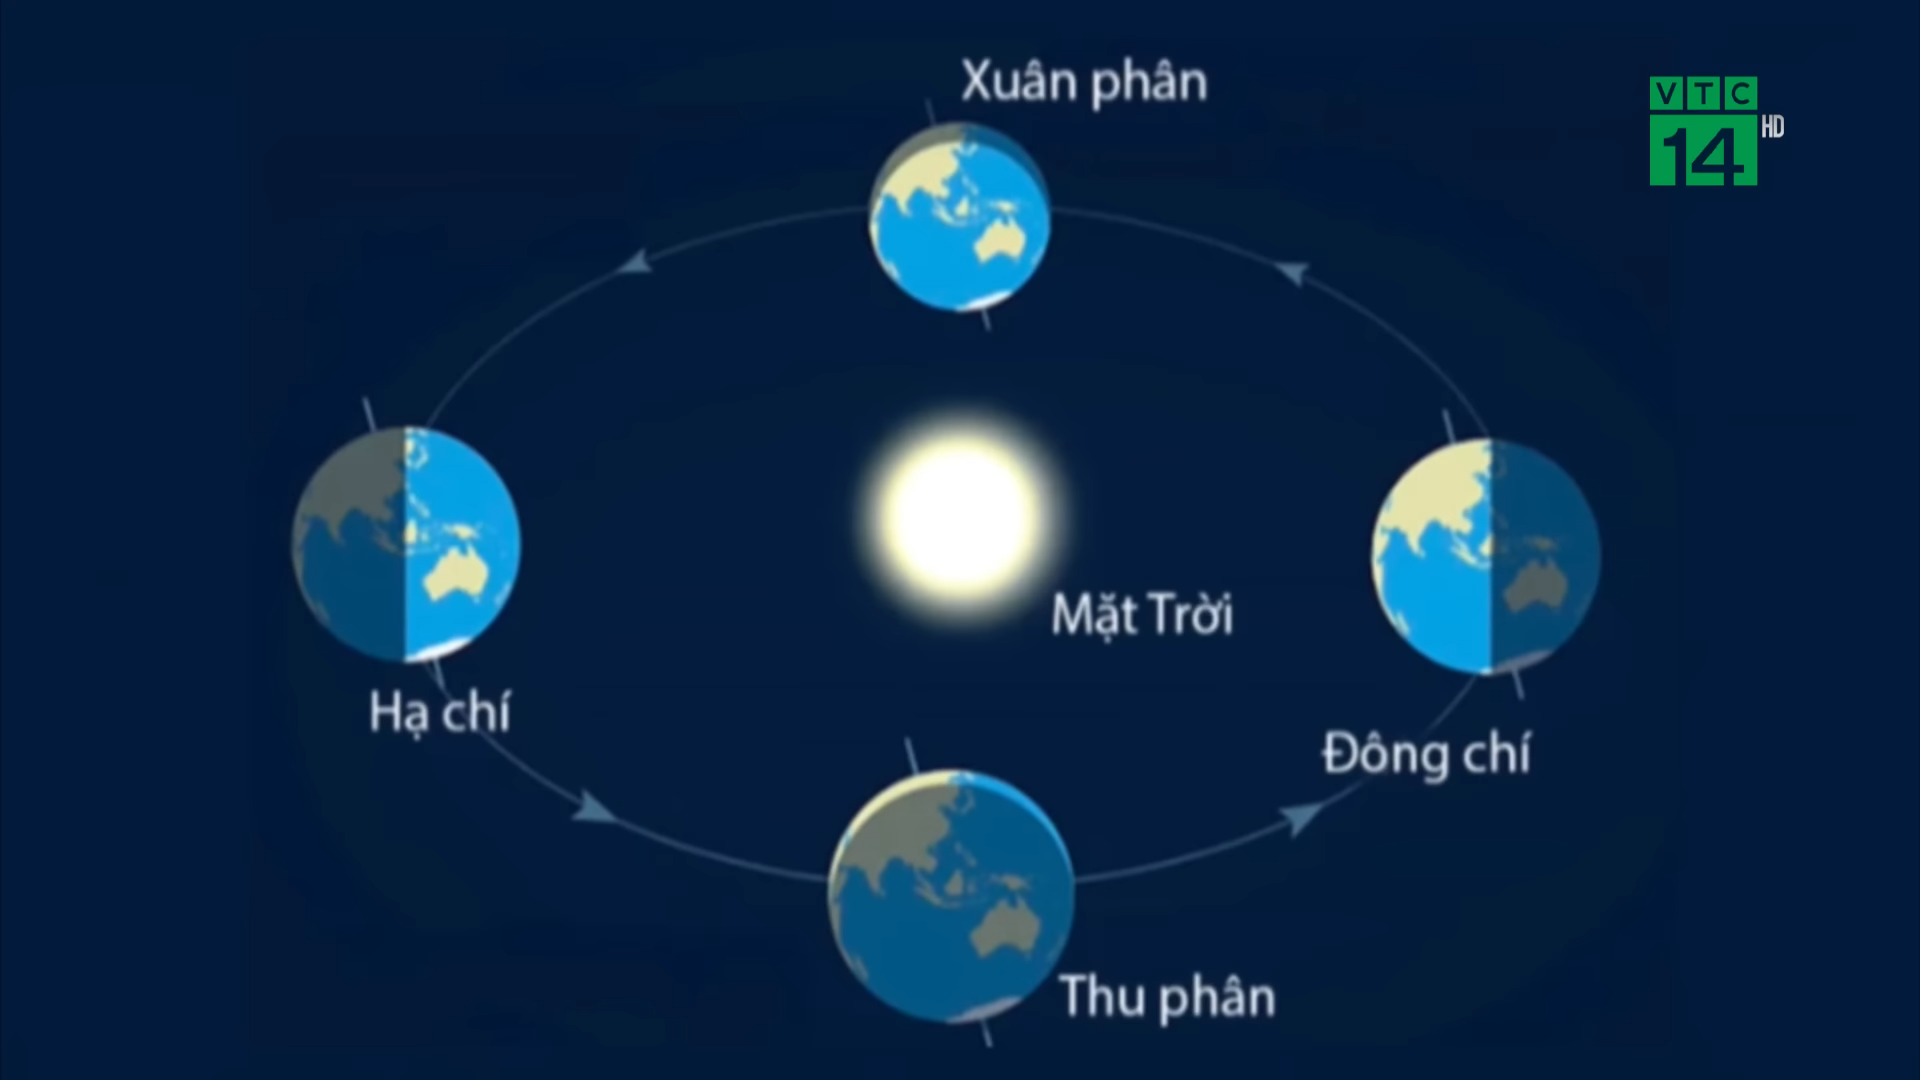 Xuân phân
VTC
14 HD
Mặt Trời
Hạ chí
Đông chí
Thu phân